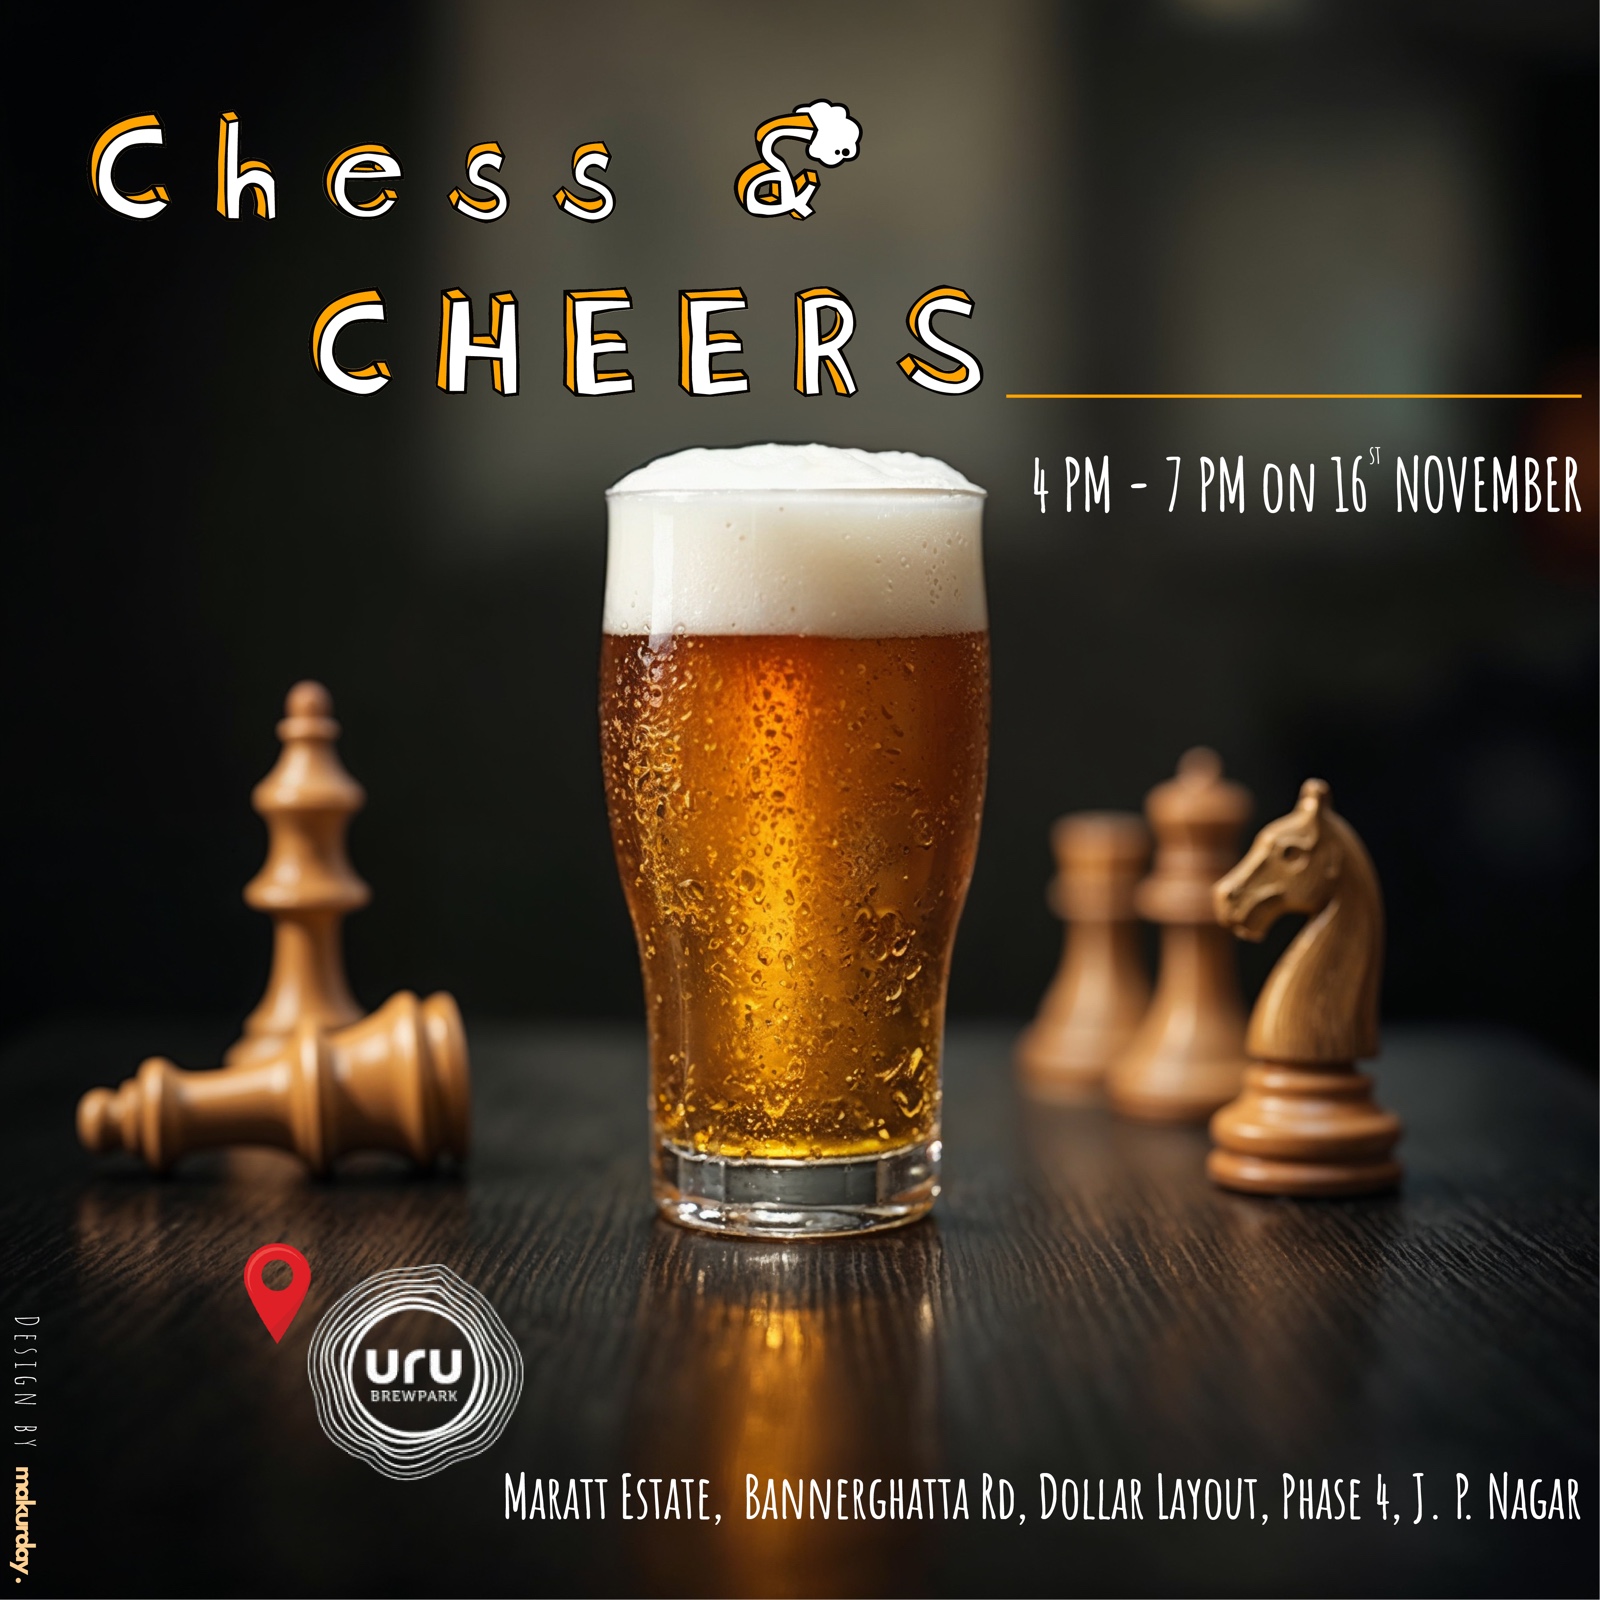 Chess &
CHEERS
4 PM - 7 PM ON 16ST NOVEMBER
uru
BREWPARK
MARATT ESTATE, BANNERGHATTA RD, DOLLAR LAYOUT, PHASE 4, J. P. NAGAR
DESIGN BY makurday.